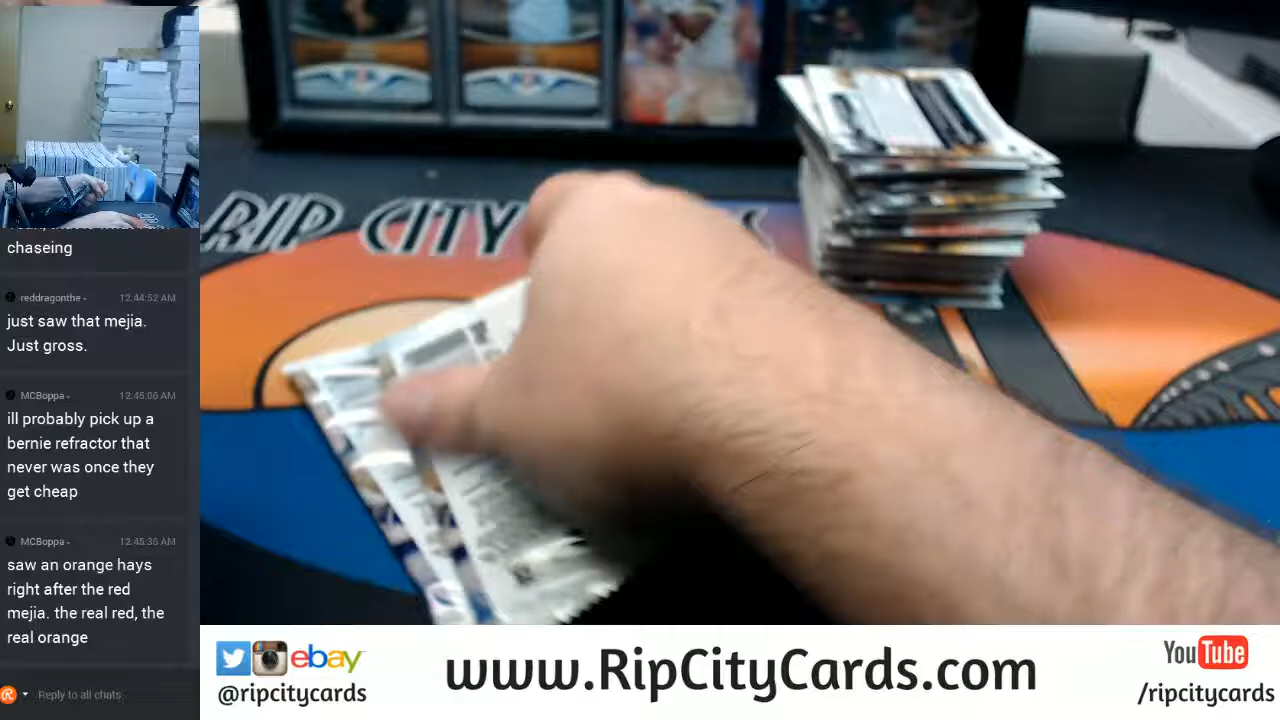 chaseing
reddragonthe - 12.44:52 AM
just saw that mejia.
Just gross.
MCBoppa - 12.45:06 AM
ill probably pick up a
bernie refractor that
never was once they
get cheap
MCBoppa - 12.45:36 AM
saw an orange hays
right after the red
mejia. the real red, the
real orange
Reply to all chats
RIP CITY
ebay
@ripcitycards
www.RipCityCards.com
YouTube
/ripcitycards